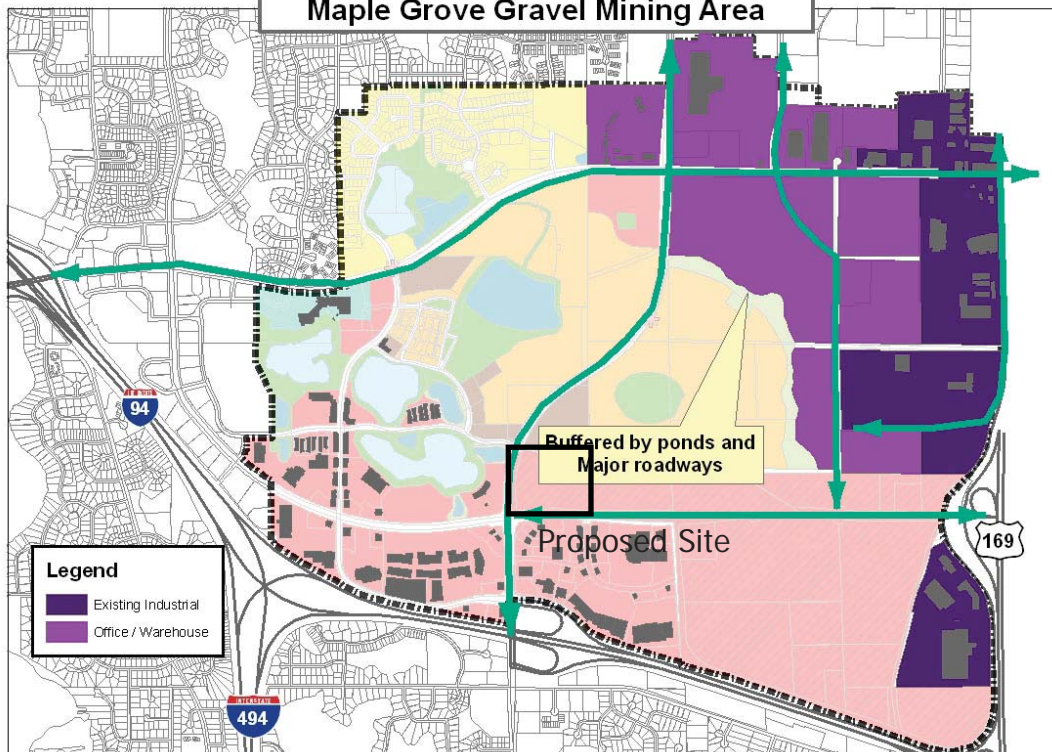 Maple Grove Gravel Mining Area
94
Buffered by ponds and
Major roadways
Proposed Site
169
Legend
Existing Industrial
Office / Warehouse
INTERSTATE
494